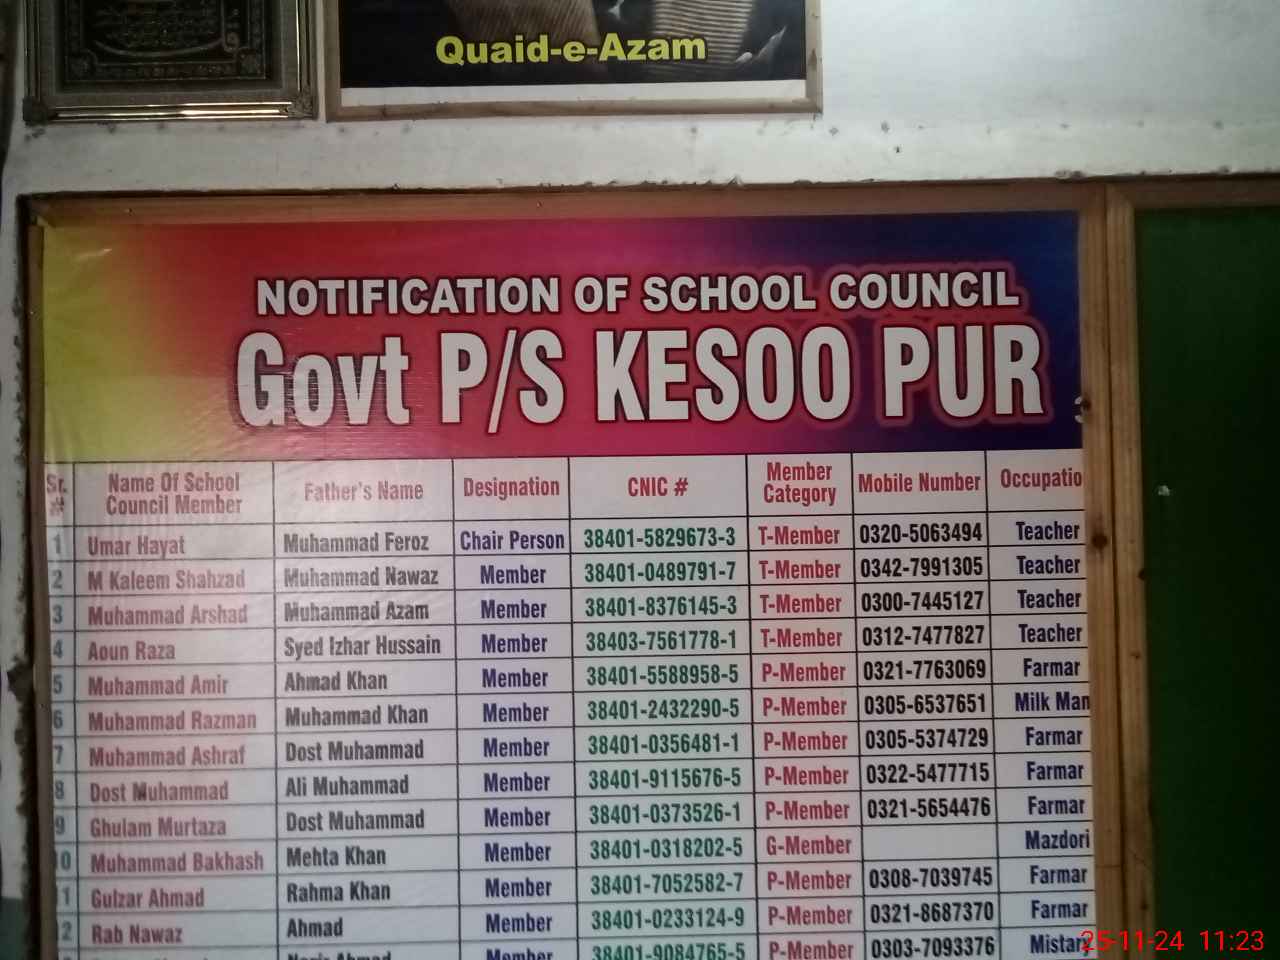 Quaid-e-Azam
NOTIFICATION OF SCHOOL COUNCIL
Govt P/S KESOO PUR
Sr. # Name Of School Council Member Father's Name Designation CNIC # Member Category Mobile Number Occupatio
1 Umar Hayat Muhammad Feroz Chair Person 38401-5829673-3 T-Member 0320-5063494 Teacher
2 M Kaleem Shahzad Muhammad Nawaz Member 38401-0489791-7 T-Member 0342-7991305 Teacher
3 Muhammad Arshad Muhammad Azam Member 38401-8376145-3 T-Member 0300-7445127 Teacher
4 Aoun Raza Syed Izhar Hussain Member 38403-7561778-1 T-Member 0312-7477827 Teacher
5 Muhammad Amir Ahmad Khan Member 38401-5588958-5 P-Member 0321-7763069 Farmar
6 Muhammad Razman Muhammad Khan Member 38401-2432290-5 P-Member 0305-6537651 Milk Man
7 Muhammad Ashraf Dost Muhammad Member 38401-0356481-1 P-Member 0305-5374729 Farmar
8 Dost Muhammad Ali Muhammad Member 38401-9115676-5 P-Member 0322-5477715 Farmar
9 Ghulam Murtaza Dost Muhammad Member 38401-0373526-1 P-Member 0321-5654476 Farmar
10 Muhammad Bakhash Mehta Khan Member 38401-0318202-5 G-Member Mazdori
11 Gulzar Ahmad Rahma Khan Member 38401-7052582-7 P-Member 0308-7039745 Farmar
12 Rab Nawaz Ahmad Member 38401-0233124-9 P-Member 0321-8687370 Farmar
Member 38401-9084765-5 P-Member 0303-7093376 Mistary
25-11-24 11:23